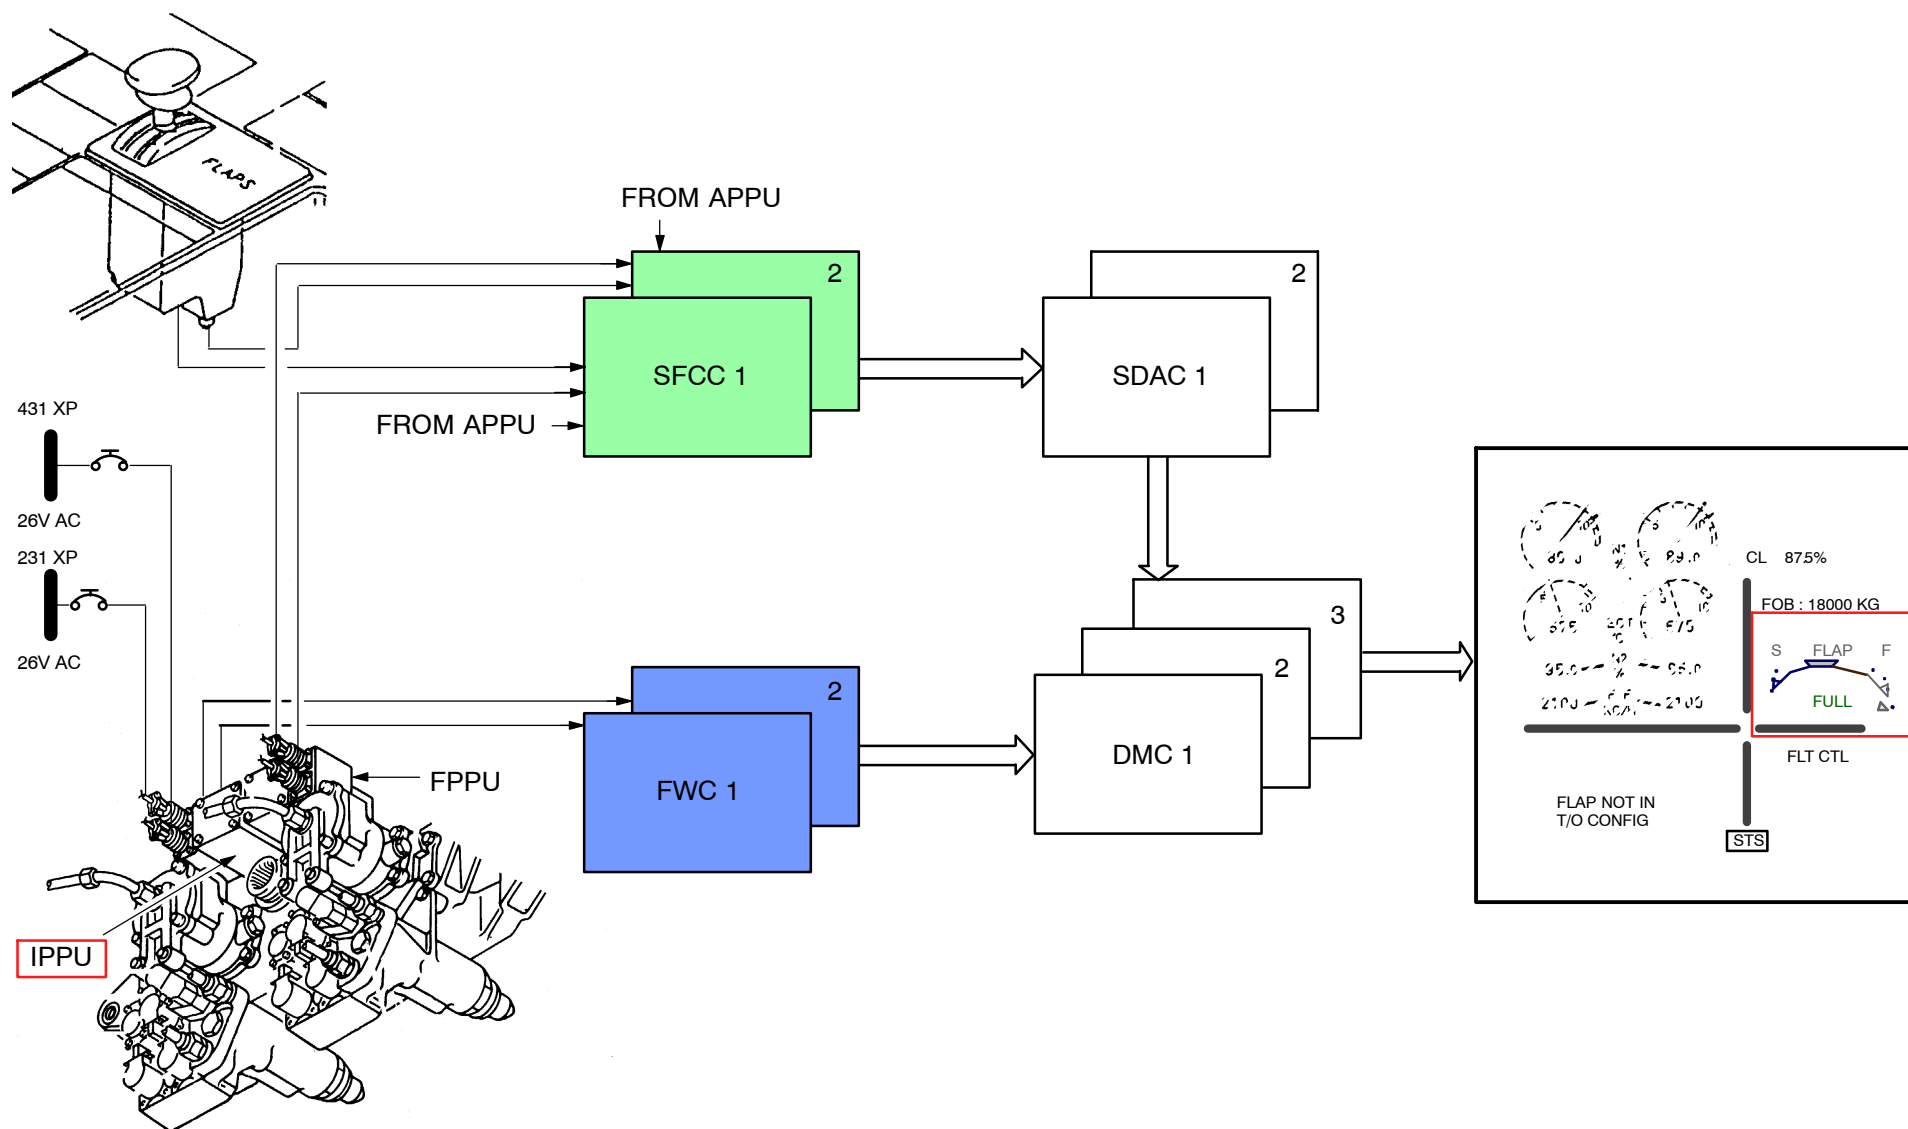 FLAPS
FROM APPU
2
SFCC 1
FROM APPU
2
SDAC 1
431 XP
26V AC
231 XP
26V AC
2
FWC 1
3
2
DMC 1
FPPU
IPPU
CL 87.5%
FOB : 18000 KG
S FLAP F
FULL
FLT CTL
FLAP NOT IN
T/O CONFIG
STS